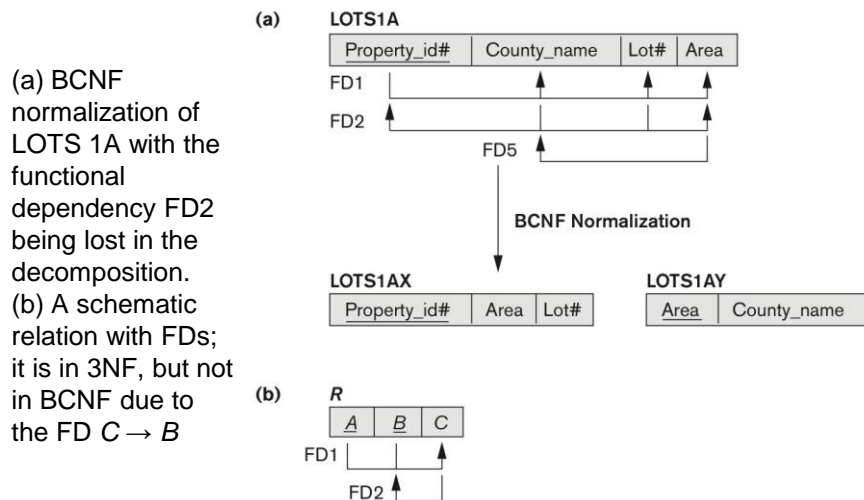 (a) BCNF
normalization of
LOTS 1A with the
functional
dependency FD2
being lost in the
decomposition.
(b) A schematic
relation with FDs;
it is in 3NF, but not
in BCNF due to
the FD C → B
(a) LOTS1A
Property_id# County_name Lot# Area
FD1
FD2
FD5
BCNF Normalization
LOTS1AX LOTS1AY
Property_id# Area Lot# Area County_name
(b) R
A B C
FD1
FD2